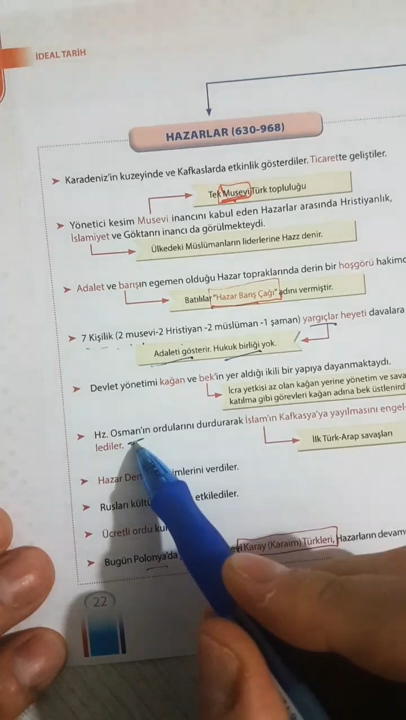 İDEAL TARİH
HAZARLAR (630-968)
➤ Karadeniz'in kuzeyinde ve Kafkaslarda etkinlik gösterdiler. Ticarette geliştiler.
Tek Musevi Türk topluluğu
➤ Yönetici kesim Musevi inancını kabul eden Hazarlar arasında Hristiyanlık,
İslamiyet ve Göktanrı inancı da görülmekteydi.
Ülkedeki Müslümanların liderlerine Hazz denir.
➤ Adalet ve barışın egemen olduğu Hazar topraklarında derin bir hoşgörü
Batılılar "Hazar Barış Çağı" adını vermiştir.
➤ 7 Kişilik (2 musevi-2 Hristiyan -2 müslüman -1 şaman) yargıçlar heyeti davalara
Adaleti gösterir. Hukuk birliği yok.
➤ Devlet yönetimi kağan ve bek'in yer aldığı ikili bir yapıya dayanmaktaydı.
İcra yetkisi az olan kağan yerine yönetim ve
katılma gibi görevleri kağan adına bek
➤ Hz. Osman'ın ordularını durdurarak İslam'ın Kafkasya'ya yayılmasını
lediler.
İlk Türk-Arap savaşları
➤ Hazar isimlerini verdiler.
➤ Rusları etkilediler.
➤ Ücretli ordu
➤ Bugün Polonya'da Karay (Karaim) Türkleri, Hazarların
22